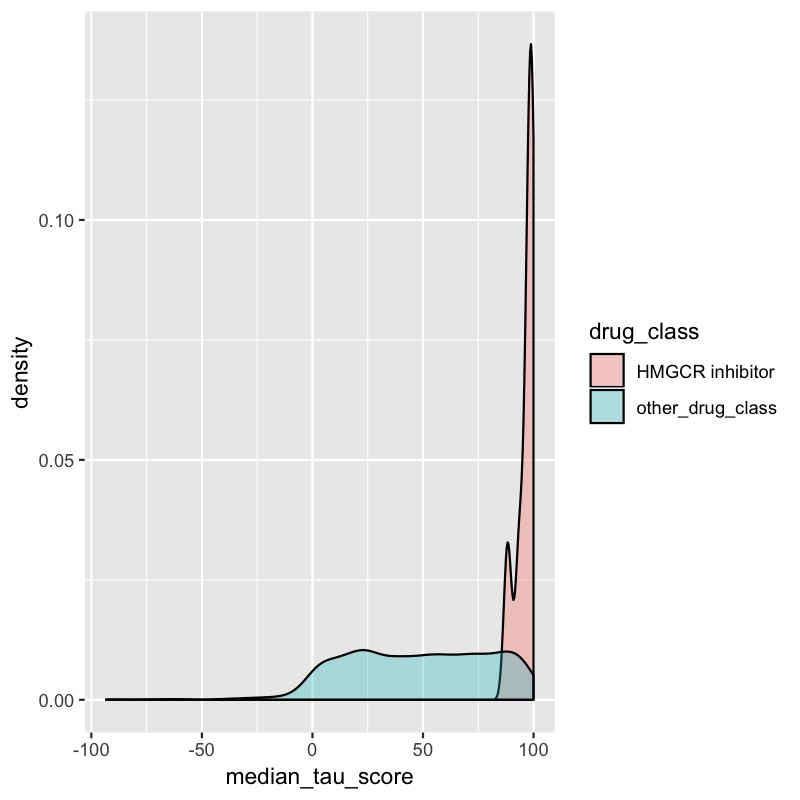 density
0.10
0.05
0.00
-100
-50
0
50
100
median_tau_score
drug_class
HMGCR inhibitor
other_drug_class